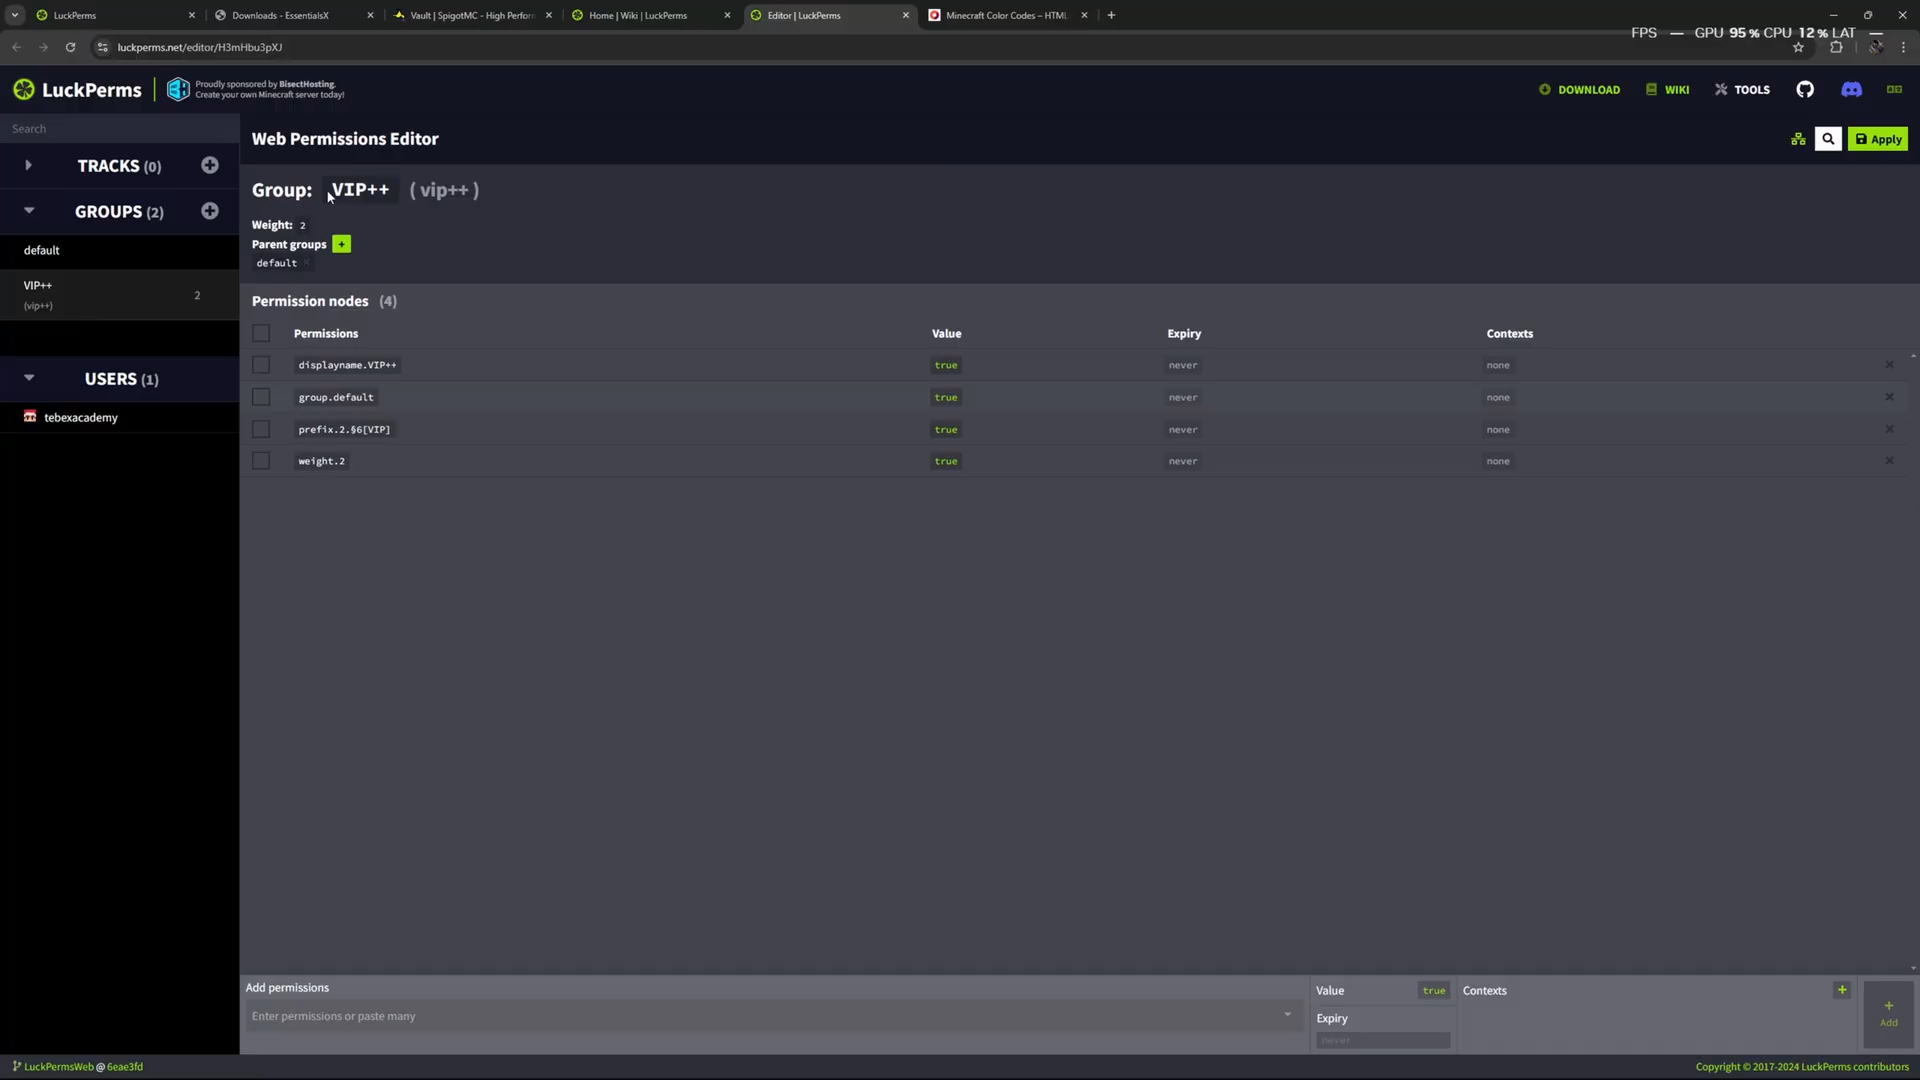 LuckPerms
Downloads - EssentialsX
Vault | SpigotMC - High Perform
Home | Wiki | LuckPerms
Editor | LuckPerms
Minecraft Color Codes – HTML
FPS — GPU 95 % CPU 12 % LAT —
luckperms.net/editor/H3mHbu3pXJ
LuckPerms
Proudly sponsored by BisectHosting.
Create your own Minecraft server today!
DOWNLOAD
WIKI
TOOLS
Search
Web Permissions Editor
Apply
TRACKS (0)
GROUPS (2)
default
VIP++
(vip++)
2
USERS (1)
tebexacademy
Group: VIP++ ( vip++ )
Weight: 2
Parent groups +
default ×
Permission nodes (4)
Permissions Value Expiry Contexts
displayname.VIP++ true never none
group.default true never none
prefix.2.§6[VIP] true never none
weight.2 true never none
Add permissions
Enter permissions or paste many
Value true
Expiry
never
Contexts +
+
Add
LuckPermsWeb @ 6eae3fd
Copyright © 2017-2024 LuckPerms contributors